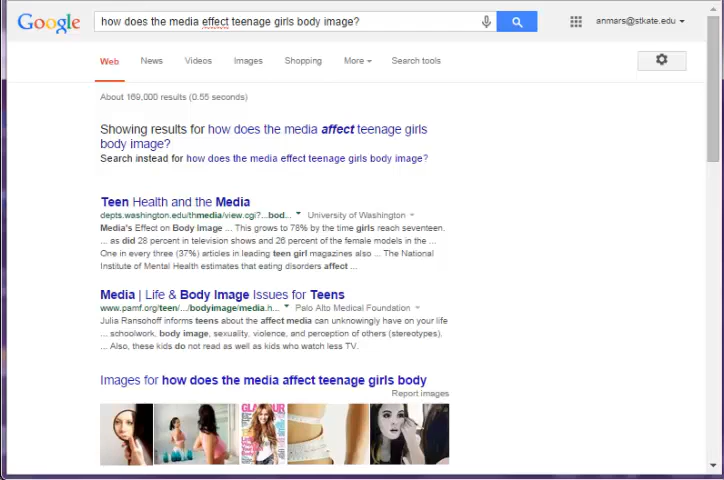 Google how does the media effect teenage girls body image? anmars@stkate.edu
Web News Videos Images Shopping More Search tools
About 169,000 results (0.55 seconds)
Showing results for how does the media affect teenage girls
body image?
Search instead for how does the media effect teenage girls body image?
Teen Health and the Media
depts.washington.edu/thmedia/view.cgi?...bod... University of Washington
Media's Effect on Body Image ... This grows to 78% by the time girls reach seventeen.
... as did 28 percent in television shows and 26 percent of the female models in the ...
One in every three (37%) articles in leading teen girl magazines also ... The National
Institute of Mental Health estimates that eating disorders affect ...
Media | Life & Body Image Issues for Teens
www.pamf.org/teen/.../bodyimage/media.h... Palo Alto Medical Foundation
Julia Ransohoff informs teens about the affect media can unknowingly have on your life
... schoolwork, body image, sexuality, violence, and perception of others (stereotypes).
... Also, these kids do not read as well as kids who watch less TV.
Images for how does the media affect teenage girls body
Report images
GLAMOUR